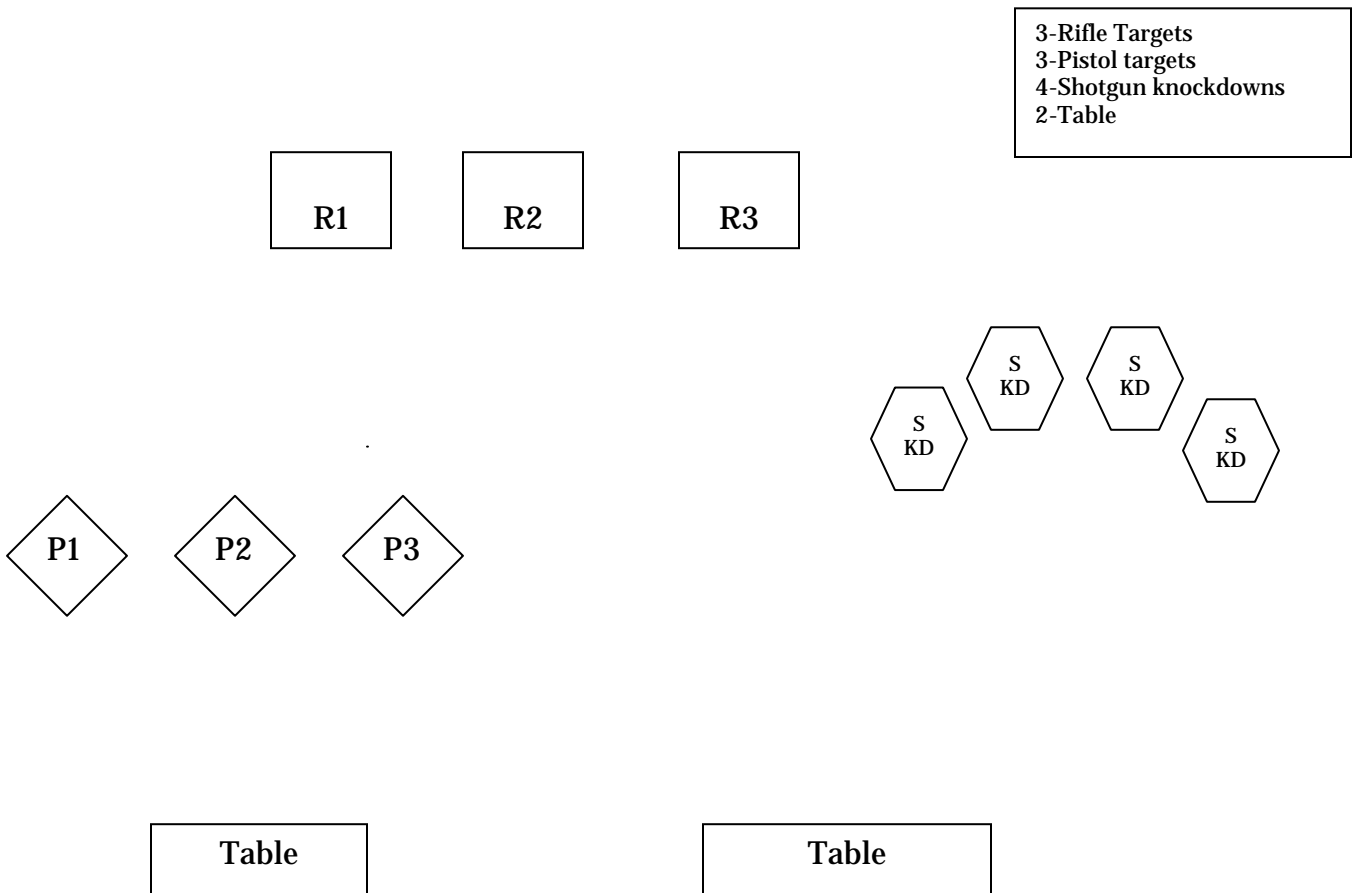 3-Rifle Targets
3-Pistol targets
4-Shotgun knockdowns
2-Table
R1
R2
R3
S
KD
S
KD
S
KD
S
KD
P1
P2
P3
Table
Table